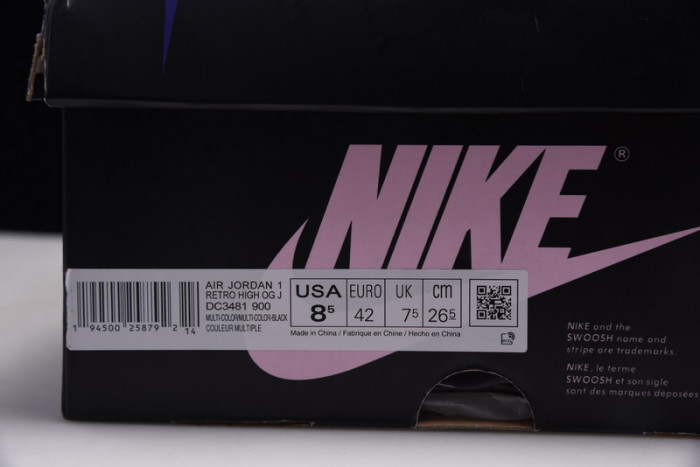 NIKE®
AIR JORDAN 1
RETRO HIGH OG J
DC3481 900
MULTI-COLOR/MULTI-COLOR-BLACK
COULEUR MULTIPLE
1 94500 25879 2 14
USA EURO UK cm
8⁵ 42 7⁵ 26⁵
Made in China / Fabriqué en Chine / Hecho en China
NIKE and the
SWOOSH name and
stripe are trademarks.
NIKE, le terme
SWOOSH et son sigle
sont des marques déposées